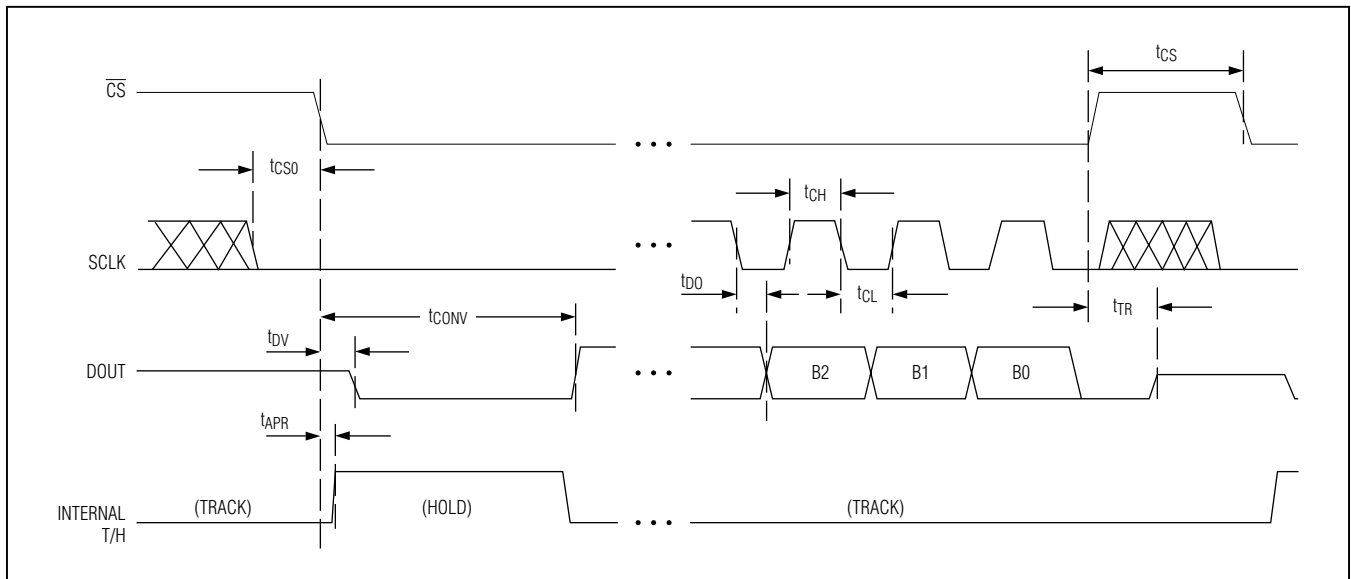 tCS
CS
tCS0
tCH
SCLK
tDO
tCL
tTR
tCONV
tDV
DOUT
B2 B1 B0
tAPR
(TRACK) (HOLD) (TRACK)
INTERNAL
T/H